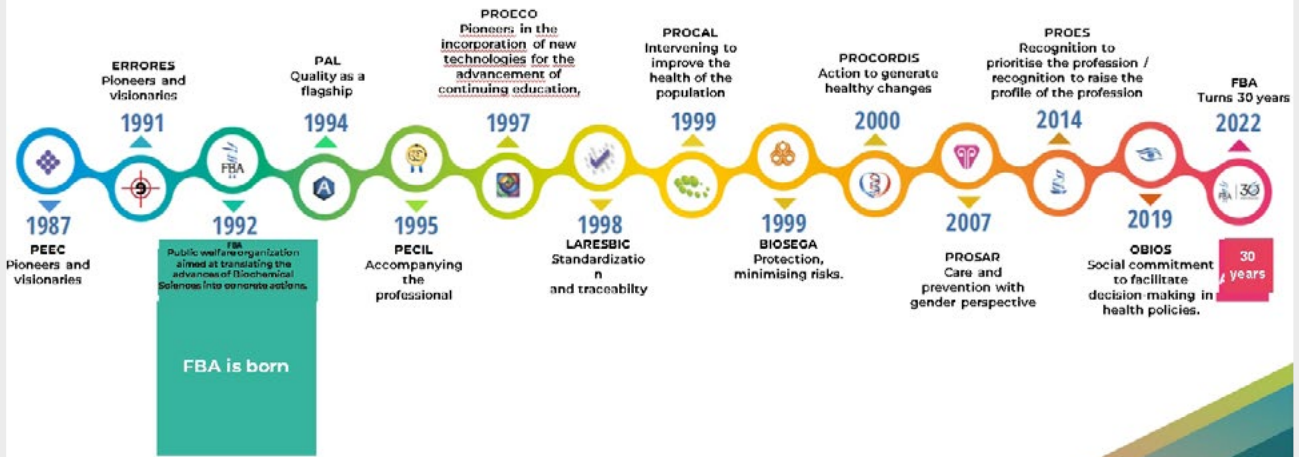 1987
PEEC
Pioneers and
visionaries
ERRORES
Pioneers and
visionaries
1991
FBA
1992
FBA
Public welfare organization
aimed at translating the
advances of Biochemical
Sciences into concrete actions.
FBA is born
PAL
Quality as a
flagship
1994
A
1995
PECIL
Accompanying
the
professional
PROECO
Pioneers in the
incorporation of new
technologies for the
advancement of
continuing education,
1997
1998
LARESBIC
Standardizatio
n
and traceabilty
PROCAL
Intervening to
improve the
health of the
population
1999
1999
BIOSEGA
Protection,
minimising risks.
PROCORDIS
Action to generate
healthy changes
2000
2007
PROSAR
Care and
prevention with
gender perspective
PROES
Recognition to
prioritise the profession /
recognition to raise the
profile of the profession
2014
2019
OBIOS
Social commitment
to facilitate
decision-making in
health policies.
FBA
Turns 30 years
2022
FBA 30
30
years